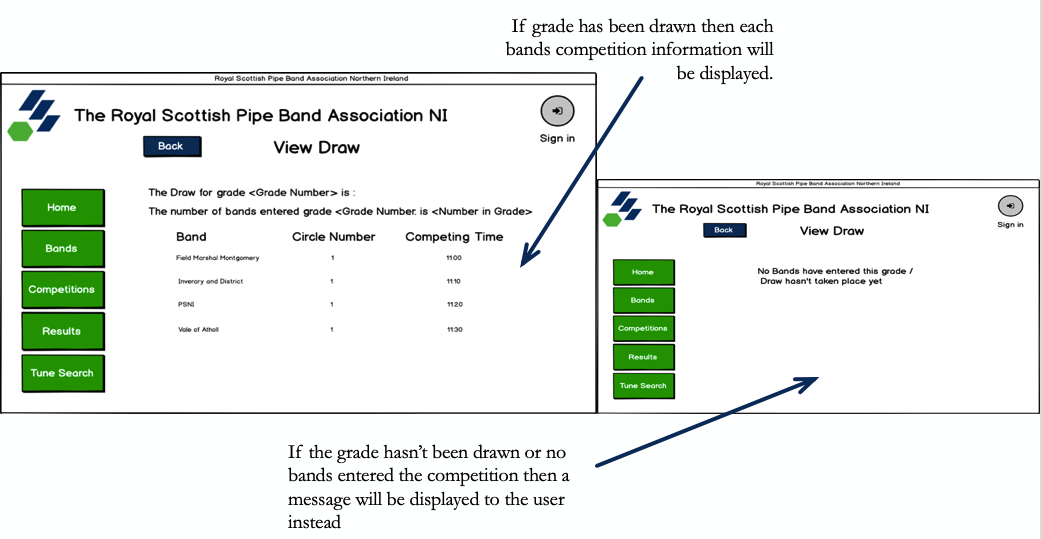 If grade has been drawn then each
bands competition information will
be displayed.
Royal Scottish Pipe Band Association Northern Ireland
The Royal Scottish Pipe Band Association NI
Sign in
Back
View Draw
Home
Bands
Competitions
Results
Tune Search
The Draw for grade <Grade Number> is :
The number of bands entered grade <Grade Number. is <Number in Grade>
Band Circle Number Competing Time
Field Marshal Montgomery 1 11:00
Inverary and District 1 11:10
PSNI 1 11:20
Vale of Atholl 1 11:30
Royal Scottish Pipe Band Association Northern Ireland
The Royal Scottish Pipe Band Association NI
Sign in
Back
View Draw
Home
Bands
Competitions
Results
Tune Search
No Bands have entered this grade /
Draw hasn't taken place yet
If the grade hasn’t been drawn or no
bands entered the competition then a
message will be displayed to the user
instead